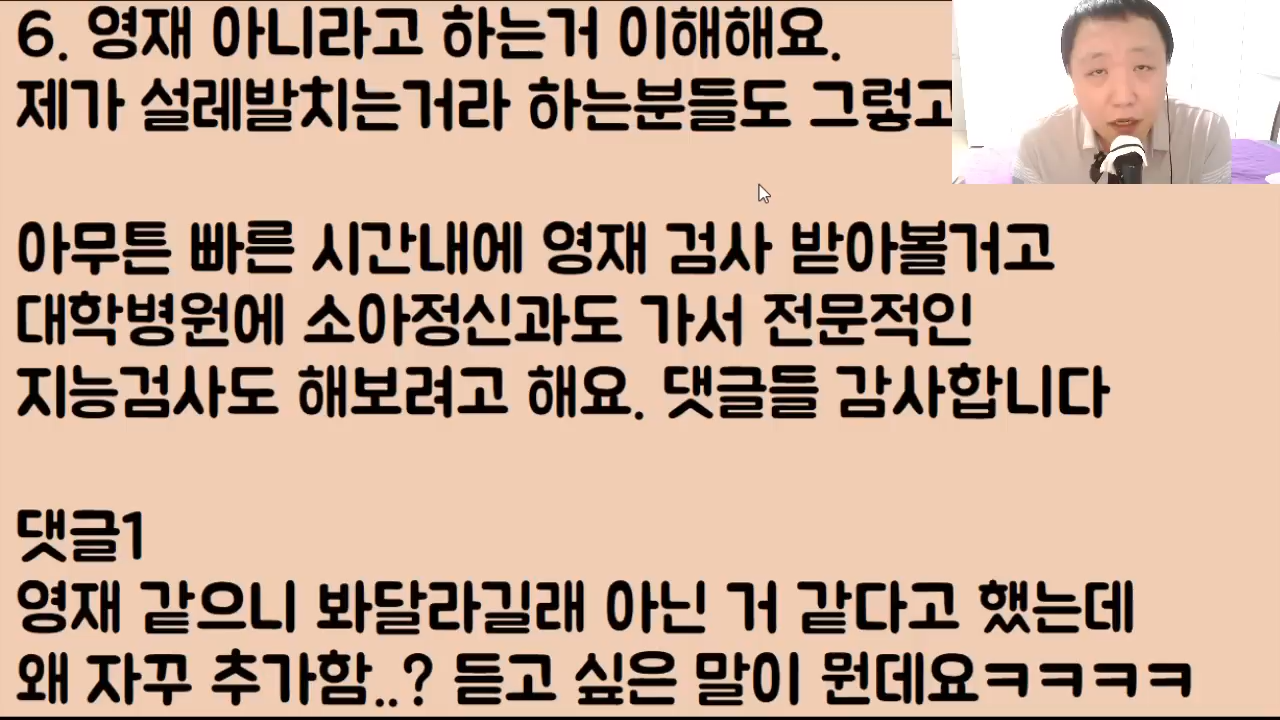 6. 영재 아니라고 하는거 이해해요.
제가 설레발치는거라 하는분들도 그렇고
아무튼 빠른 시간내에 영재 검사 받아볼거고
대학병원에 소아정신과도 가서 전문적인
지능검사도 해보려고 해요. 댓글들 감사합니다
댓글1
영재 같으니 봐달라길래 아닌 거 같다고 했는데
왜 자꾸 추가함..? 듣고 싶은 말이 뭔데요ㅋㅋㅋㅋ